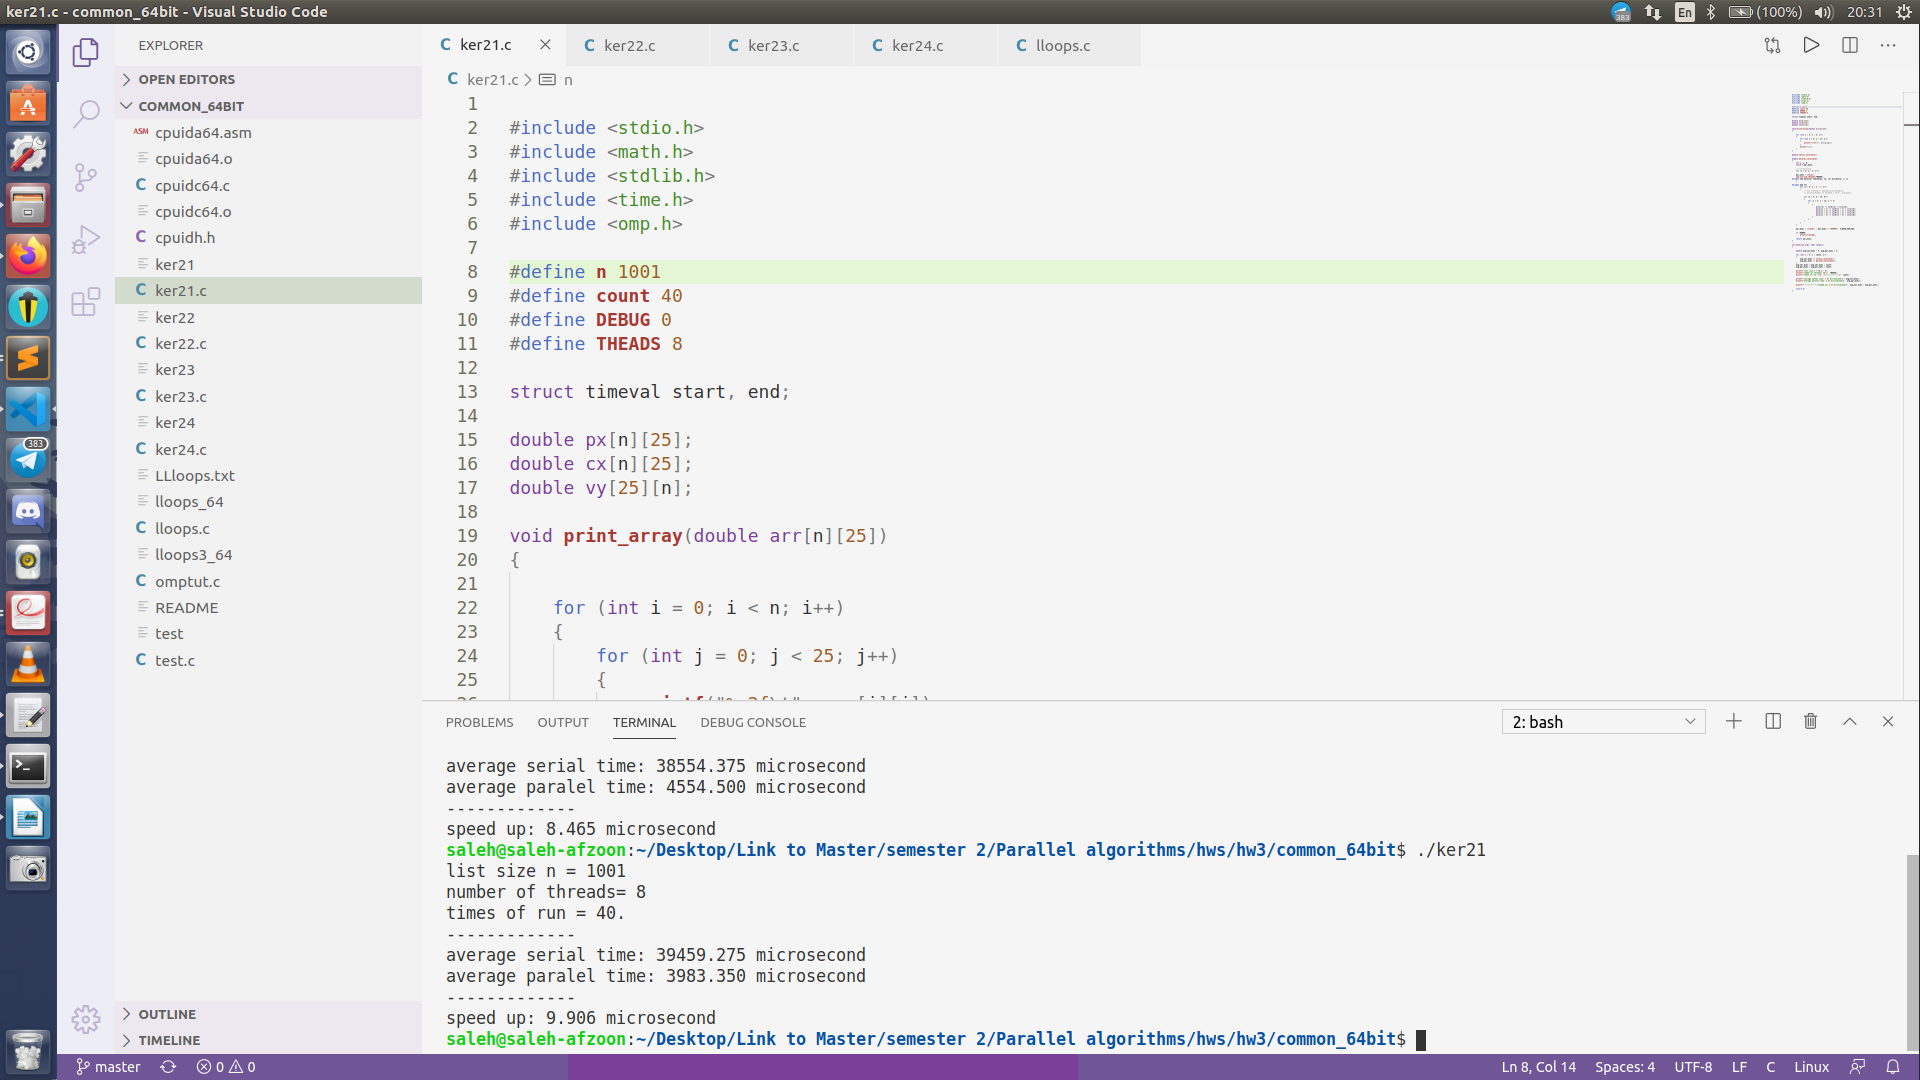 ker21.c - common_64bit - Visual Studio Code
383
En
(100%)
20:31
EXPLORER
OPEN EDITORS
COMMON_64BIT
ASM cpuida64.asm
cpuida64.o
C cpuidc64.c
cpuidc64.o
C cpuidh.h
ker21
C ker21.c
ker22
C ker22.c
ker23
C ker23.c
ker24
C ker24.c
LLloops.txt
lloops_64
C lloops.c
lloops3_64
C omptut.c
README
test
C test.c
OUTLINE
TIMELINE
383
C ker21.c
C ker22.c
C ker23.c
C ker24.c
C lloops.c
C ker21.c > n
1
2 #include <stdio.h>
3 #include <math.h>
4 #include <stdlib.h>
5 #include <time.h>
6 #include <omp.h>
7
8 #define n 1001
9 #define count 40
10 #define DEBUG 0
11 #define THEADS 8
12
13 struct timeval start, end;
14
15 double px[n][25];
16 double cx[n][25];
17 double vy[25][n];
18
19 void print_array(double arr[n][25])
20 {
21
22 for (int i = 0; i < n; i++)
23 {
24 for (int j = 0; j < 25; j++)
25 {
PROBLEMS
OUTPUT
TERMINAL
DEBUG CONSOLE
2: bash
average serial time: 38554.375 microsecond
average paralel time: 4554.500 microsecond
-------------
speed up: 8.465 microsecond
saleh@saleh-afzoon:~/Desktop/Link to Master/semester 2/Parallel algorithms/hws/hw3/common_64bit$ ./ker21
list size n = 1001
number of threads= 8
times of run = 40.
-------------
average serial time: 39459.275 microsecond
average paralel time: 3983.350 microsecond
-------------
speed up: 9.906 microsecond
saleh@saleh-afzoon:~/Desktop/Link to Master/semester 2/Parallel algorithms/hws/hw3/common_64bit$
master
0
0
Ln 8, Col 14
Spaces: 4
UTF-8
LF
C
Linux